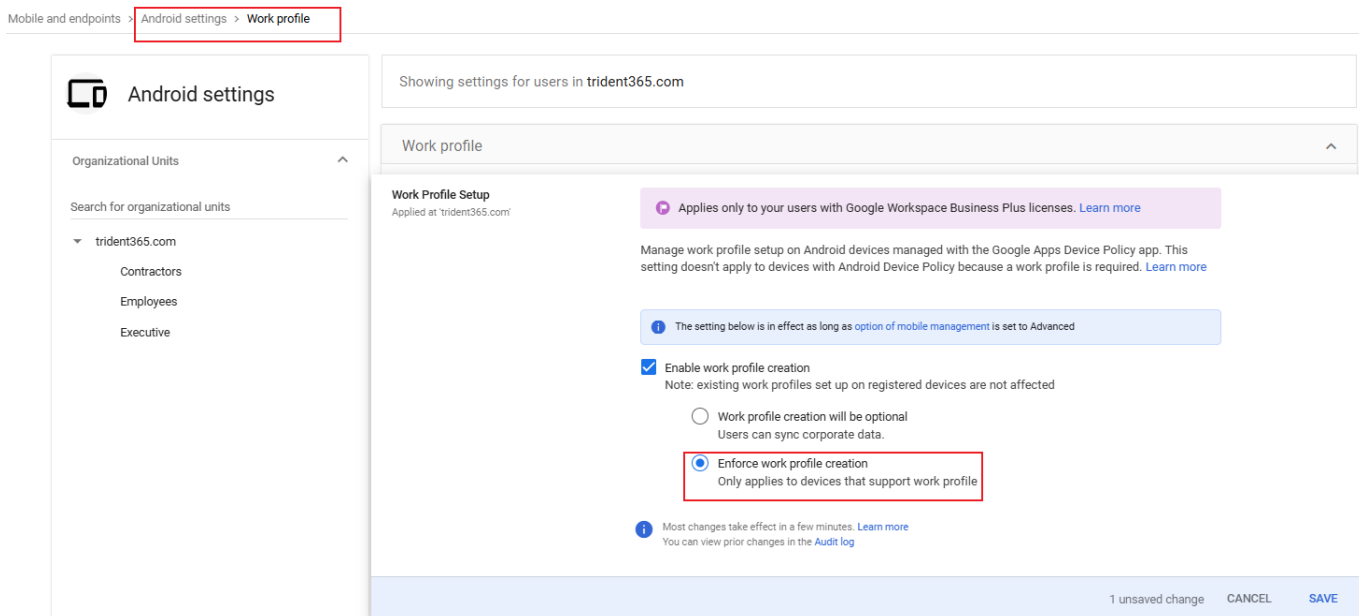 Mobile and endpoints > Android settings > Work profile
Android settings
Showing settings for users in trident365.com
Organizational Units
Search for organizational units
trident365.com
Contractors
Employees
Executive
Work profile
Work Profile Setup
Applied at 'trident365.com'
Applies only to your users with Google Workspace Business Plus licenses. Learn more
Manage work profile setup on Android devices managed with the Google Apps Device Policy app. This
setting doesn't apply to devices with Android Device Policy because a work profile is required. Learn more
The setting below is in effect as long as option of mobile management is set to Advanced
Enable work profile creation
Note: existing work profiles set up on registered devices are not affected
Work profile creation will be optional
Users can sync corporate data.
Enforce work profile creation
Only applies to devices that support work profile
Most changes take effect in a few minutes. Learn more
You can view prior changes in the Audit log
1 unsaved change CANCEL SAVE